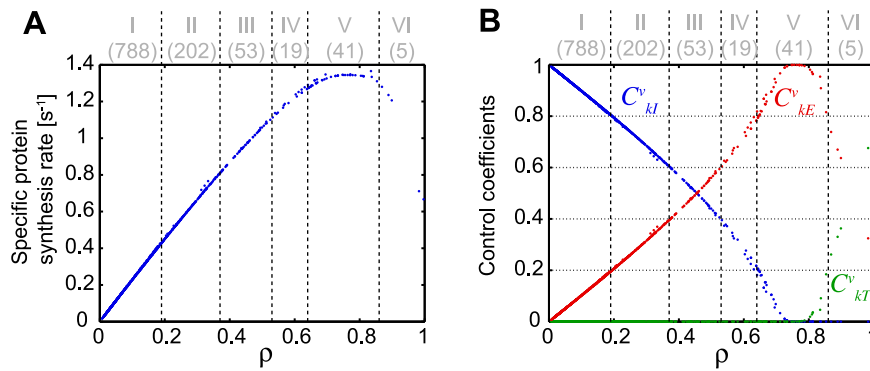 A
I II III IV V VI
(788) (202) (53) (19) (41) (5)
1.4
1.2
1.0
0.8
0.6
0.4
0.2
0
Specific protein
synthesis rate [s⁻¹]
0 0.2 0.4 0.6 0.8 1
ρ
B
I II III IV V VI
(788) (202) (53) (19) (41) (5)
1
0.8
0.6
0.4
0.2
0
Control coefficients
C^v_kI
C^v_kE
C^v_kT
0 0.2 0.4 0.6 0.8 1
ρ